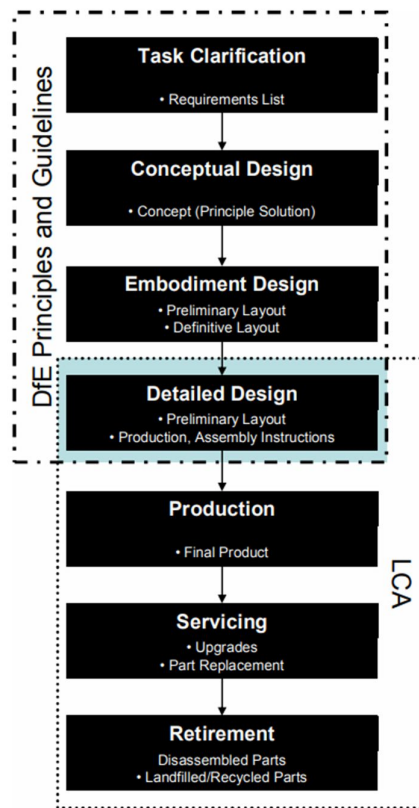 DfE Principles and Guidelines
Task Clarification
• Requirements List
Conceptual Design
• Concept (Principle Solution)
Embodiment Design
• Preliminary Layout
• Definitive Layout
Detailed Design
• Preliminary Layout
• Production, Assembly Instructions
Production
• Final Product
LCA
Servicing
• Upgrades
• Part Replacement
Retirement
Disassembled Parts
• Landfilled/Recycled Parts